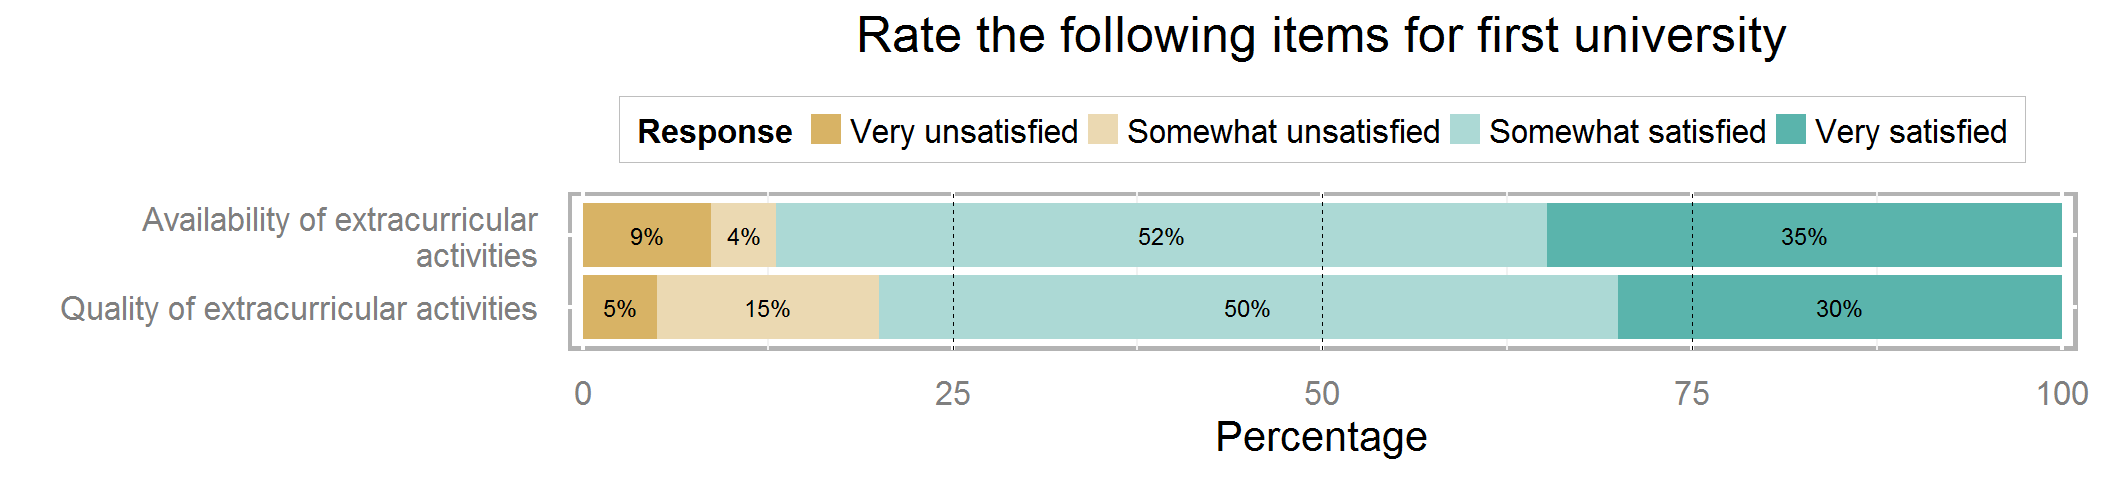 Rate the following items for first university
Response Very unsatisfied Somewhat unsatisfied Somewhat satisfied Very satisfied
Availability of extracurricular
activities
9% 4% 52% 35%
Quality of extracurricular activities
5% 15% 50% 30%
0 25 50 75 100
Percentage